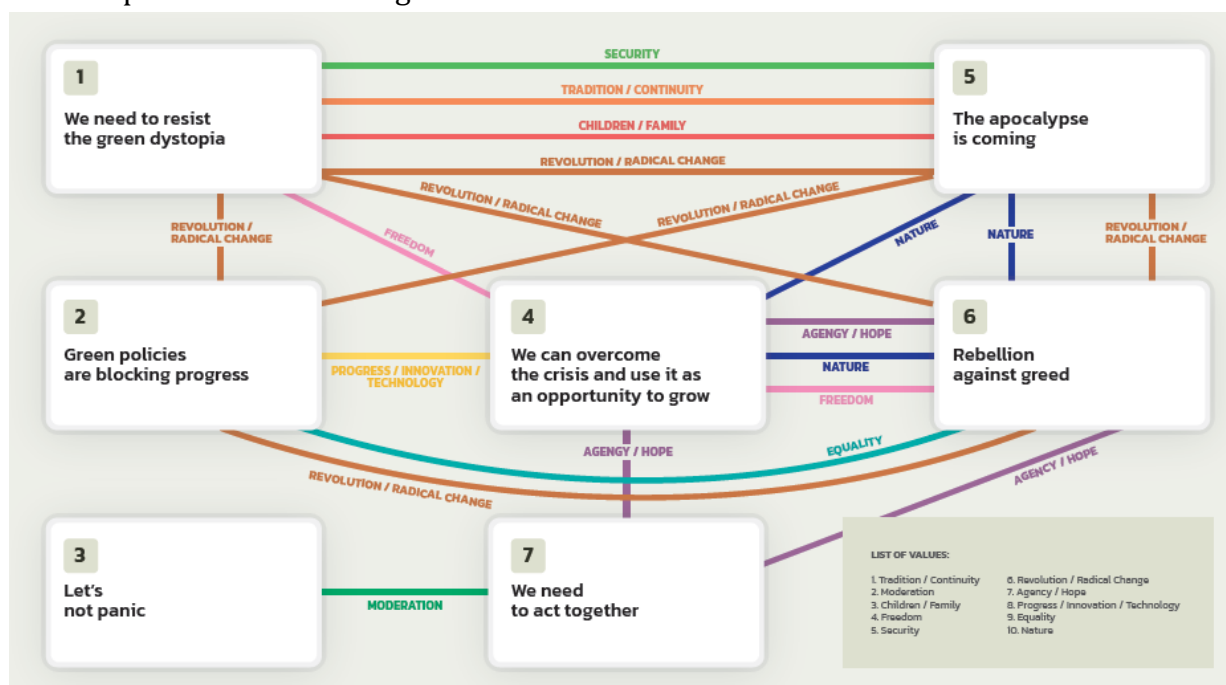 SECURITY
1
We need to resist
the green dystopia
5
The apocalypse
is coming
TRADITION / CONTINUITY
CHILDREN / FAMILY
REVOLUTION / RADICAL CHANGE
REVOLUTION / RADICAL CHANGE
REVOLUTION / RADICAL CHANGE
REVOLUTION /
RADICAL CHANGE
FREEDOM
NATURE
NATURE
REVOLUTION /
RADICAL CHANGE
2
Green policies
are blocking progress
4
We can overcome
the crisis and use it as
an opportunity to grow
6
Rebellion
against greed
AGENGY / HOPE
NATURE
FREEDOM
PROGRESS / INNOVATION /
TECHNOLOGY
EQUALITY
AGENGY / HOPE
AGENCY / HOPE
REVOLUTION / RADICAL CHANGE
3
Let's
not panic
MODERATION
7
We need
to act together
LIST OF VALUES:
1. Tradition / Continuity
2. Moderation
3. Children / Family
4. Freedom
5. Security
6. Revolution / Radical Change
7. Agency / Hope
8. Progress / Innovation / Technology
9. Equality
10. Nature